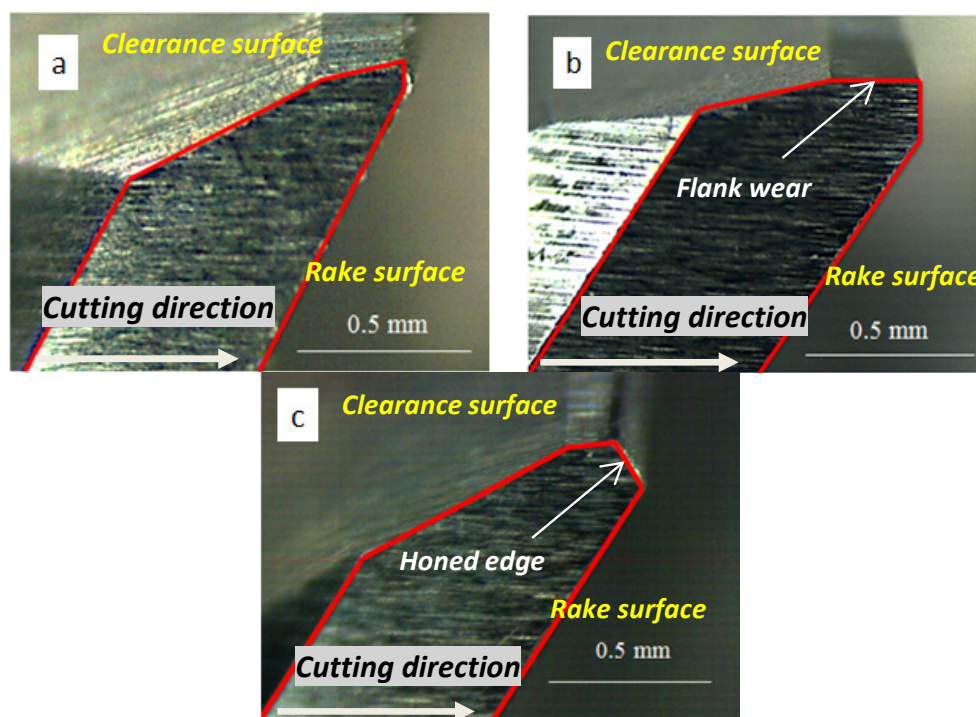 a
Clearance surface
Rake surface
Cutting direction
0.5 mm
b
Clearance surface
Flank wear
Rake surface
Cutting direction
0.5 mm
c
Clearance surface
Honed edge
Rake surface
0.5 mm
Cutting direction